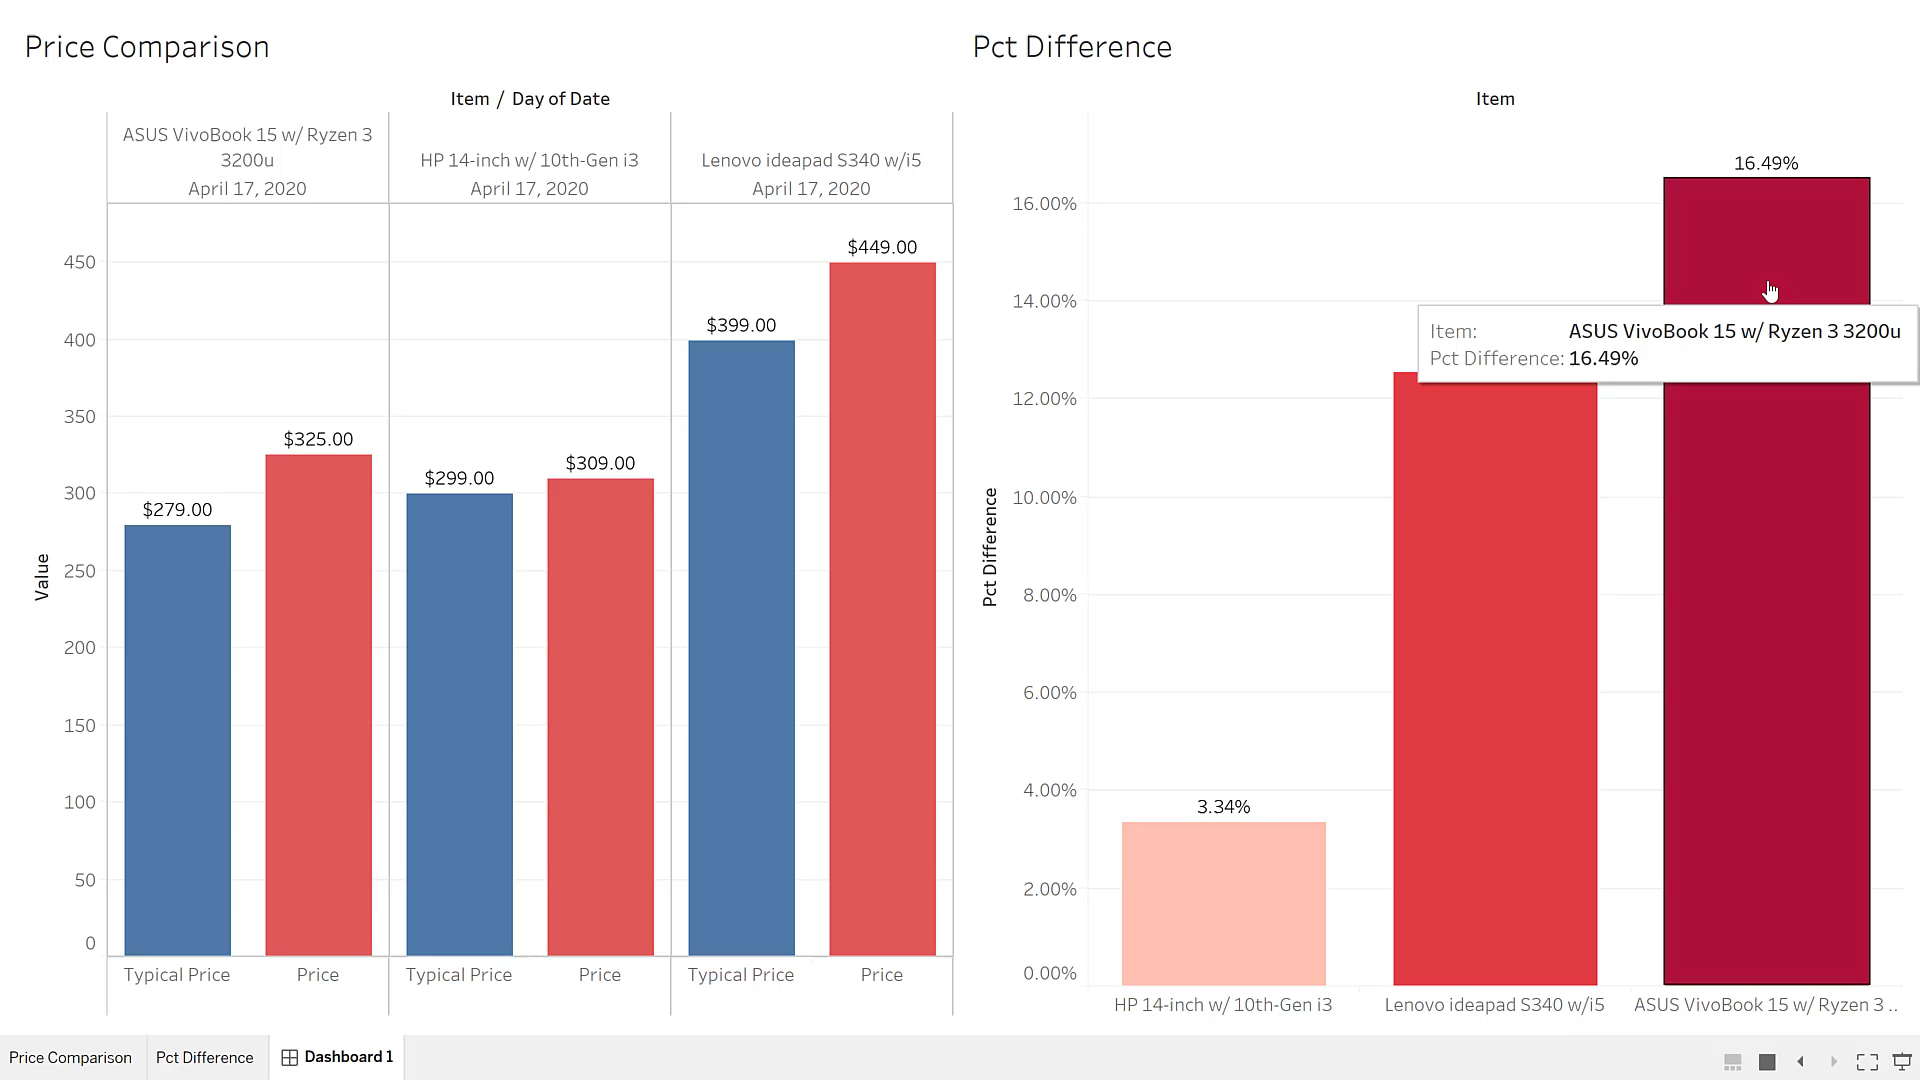 Price Comparison
Item / Day of Date
ASUS VivoBook 15 w/ Ryzen 3
3200u
April 17, 2020
HP 14-inch w/ 10th-Gen i3
April 17, 2020
Lenovo ideapad S340 w/i5
April 17, 2020
Value
450
400
350
300
250
200
150
100
50
0
$279.00
$325.00
$299.00
$309.00
$399.00
$449.00
Typical Price
Price
Typical Price
Price
Typical Price
Price
Pct Difference
Item
Pct Difference
16.00%
14.00%
12.00%
10.00%
8.00%
6.00%
4.00%
2.00%
0.00%
3.34%
16.49%
Item: ASUS VivoBook 15 w/ Ryzen 3 3200u
Pct Difference: 16.49%
HP 14-inch w/ 10th-Gen i3
Lenovo ideapad S340 w/i5
ASUS VivoBook 15 w/ Ryzen 3 ..
Price Comparison
Pct Difference
Dashboard 1